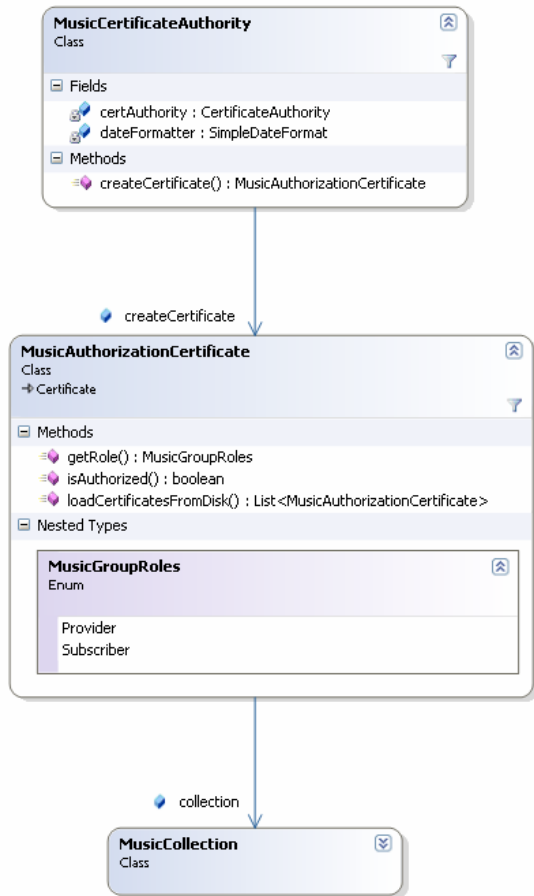 MusicCertificateAuthority
Class
Fields
certAuthority : CertificateAuthority
dateFormatter : SimpleDateFormat
Methods
createCertificate() : MusicAuthorizationCertificate
createCertificate
MusicAuthorizationCertificate
Class
Certificate
Methods
getRole() : MusicGroupRoles
isAuthorized() : boolean
loadCertificatesFromDisk() : List<MusicAuthorizationCertificate>
Nested Types
MusicGroupRoles
Enum
Provider
Subscriber
collection
MusicCollection
Class